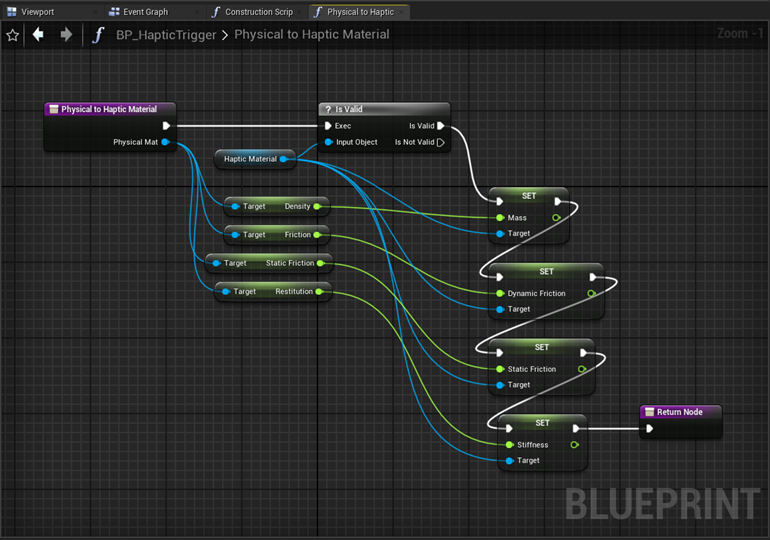 Viewport
Event Graph
Construction Scrip
Physical to Haptic
f BP_HapticTrigger > Physical to Haptic Material
Zoom -1
Physical to Haptic Material
Physical Mat
? Is Valid
Exec
Is Valid
Input Object
Is Not Valid
Haptic Material
Target Density
Target Friction
Target Static Friction
Target Restitution
SET
Mass
Target
SET
Dynamic Friction
Target
SET
Static Friction
Target
SET
Stiffness
Target
Return Node
BLUEPRINT